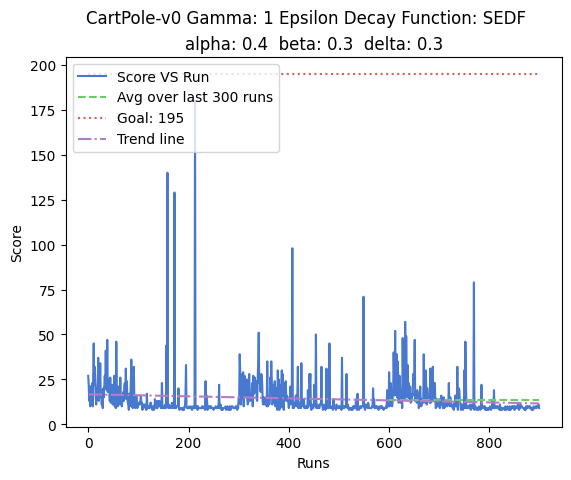 CartPole-v0 Gamma: 1 Epsilon Decay Function: SEDF
alpha: 0.4 beta: 0.3 delta: 0.3
Score VS Run
Avg over last 300 runs
Goal: 195
Trend line
Score
200
175
150
125
100
75
50
25
0
0 200 400 600 800
Runs